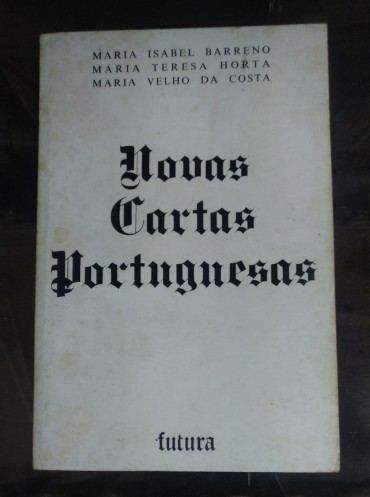 MARIA ISABEL BARRENO
MARIA TERESA HORTA
MARIA VELHO DA COSTA
Novas
Cartas
Portuguesas
futura